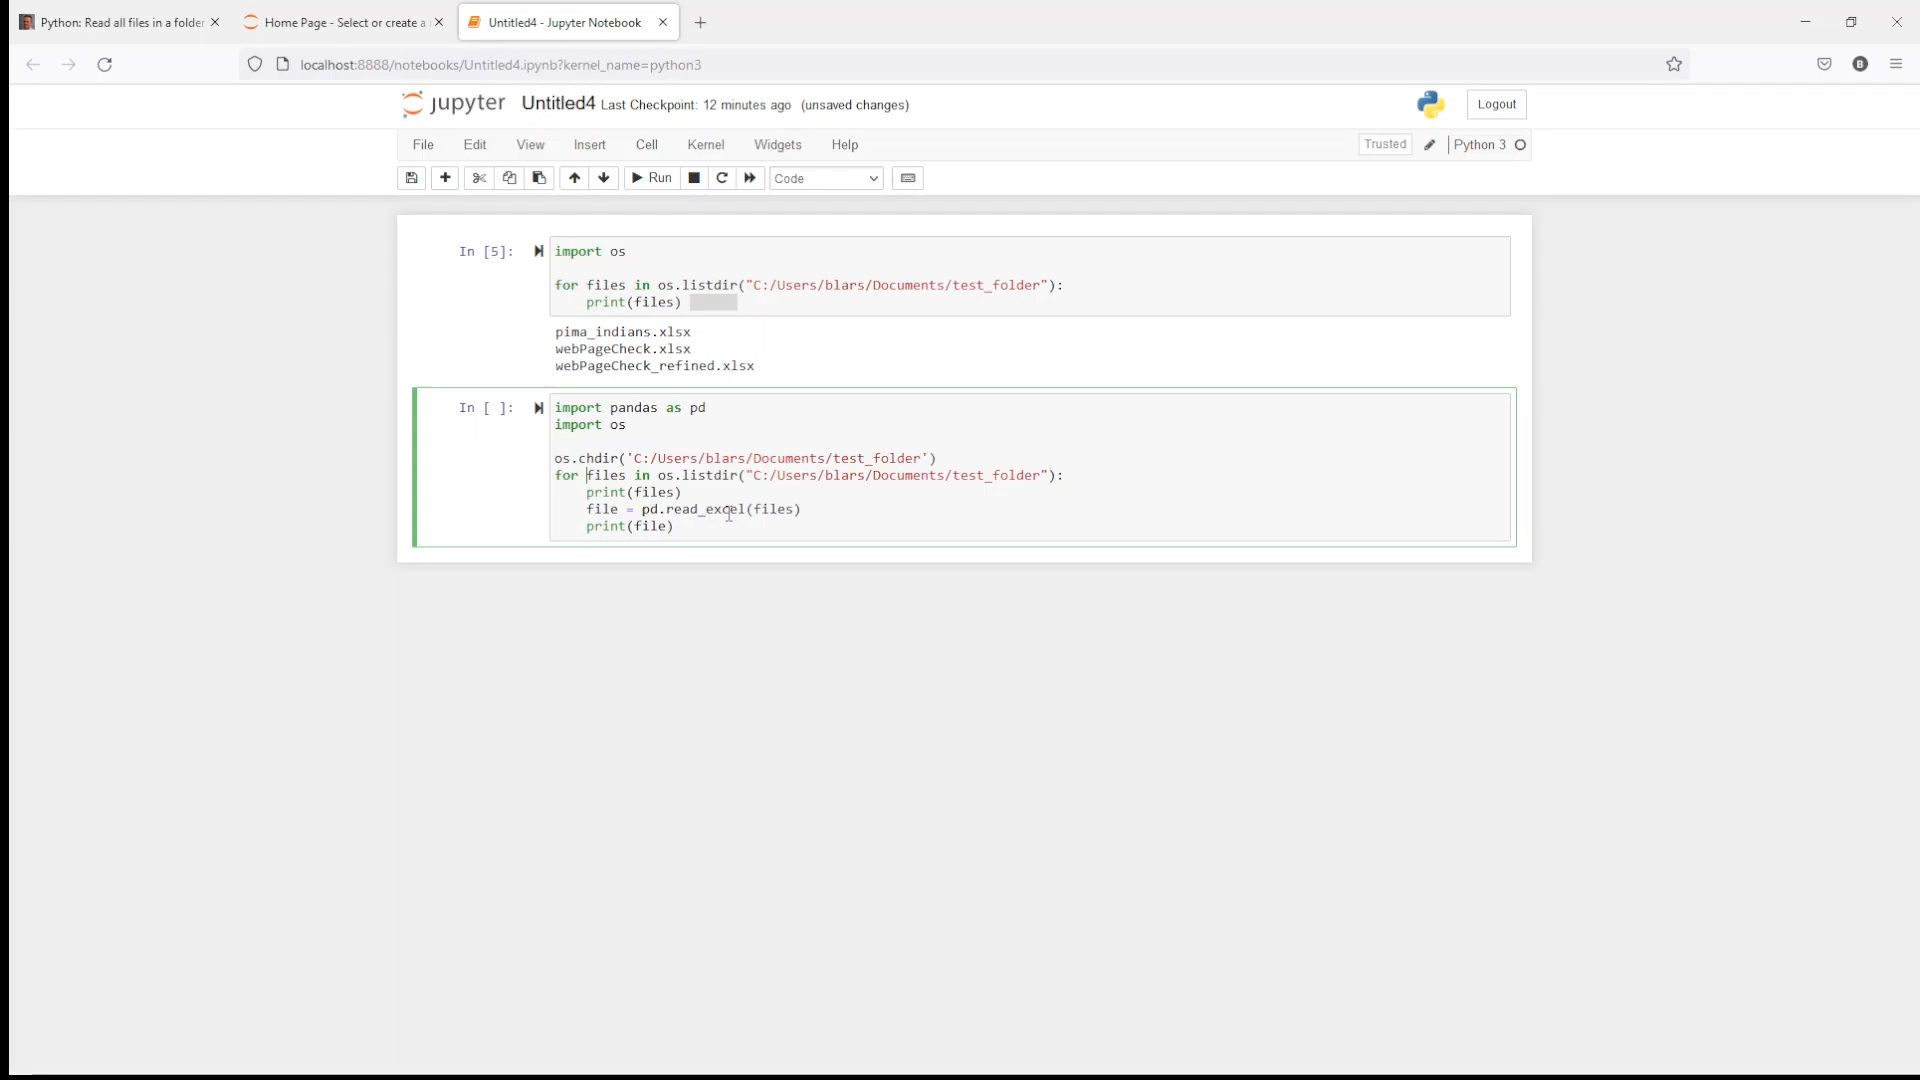 Python: Read all files in a folder
Home Page - Select or create a
Untitled4 - Jupyter Notebook
localhost:8888/notebooks/Untitled4.ipynb?kernel_name=python3
B
jupyter Untitled4 Last Checkpoint: 12 minutes ago (unsaved changes)
Logout
File Edit View Insert Cell Kernel Widgets Help
Trusted
Python 3
Run
Code
In [5]:
import os
for files in os.listdir("C:/Users/blars/Documents/test_folder"):
    print(files)
pima_indians.xlsx
webPageCheck.xlsx
webPageCheck_refined.xlsx
In [ ]:
import pandas as pd
import os
os.chdir('C:/Users/blars/Documents/test_folder')
for files in os.listdir("C:/Users/blars/Documents/test_folder"):
    print(files)
    file = pd.read_excel(files)
    print(file)